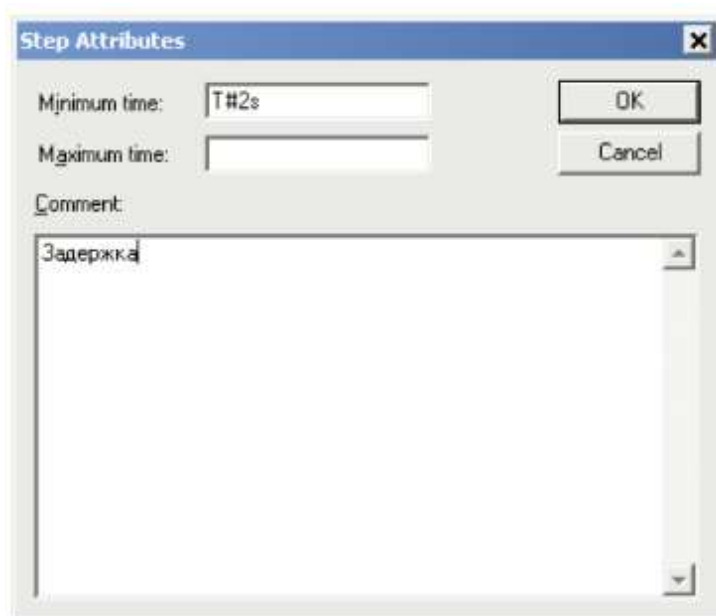 Step Attributes
Minimum time: T#2s OK
Maximum time: Cancel
Comment:
Задержка